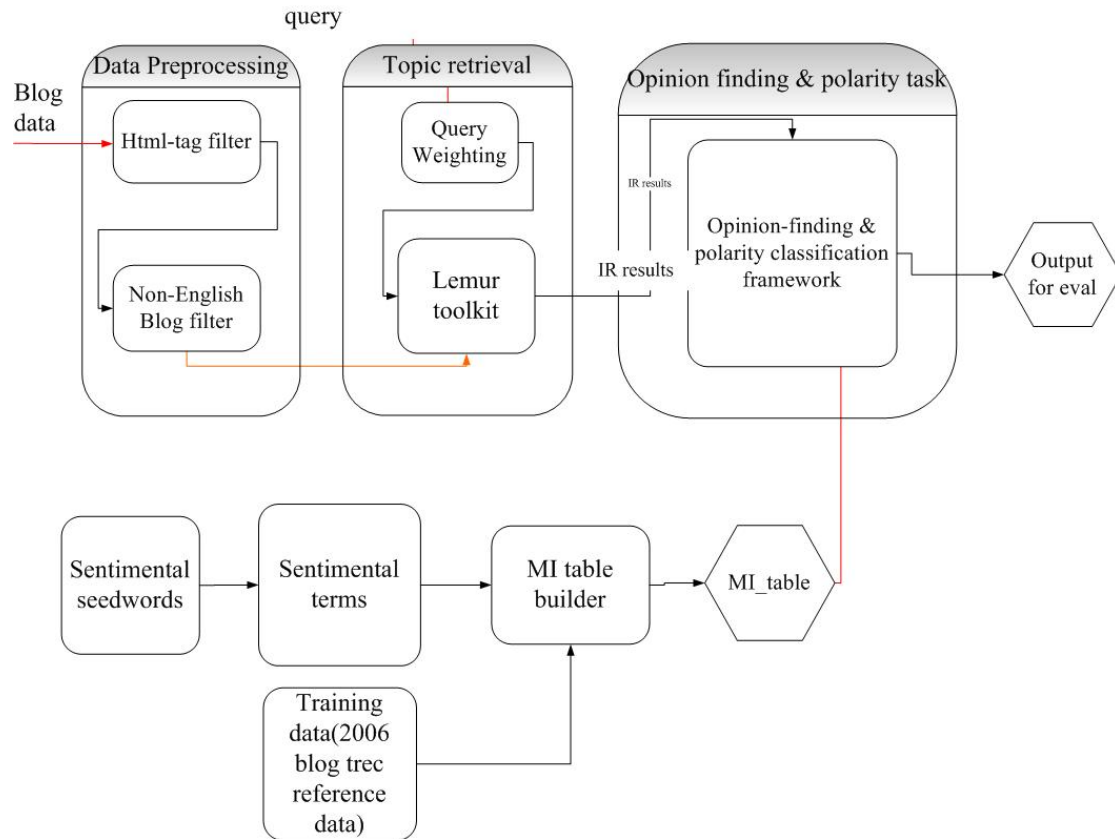 query
Data Preprocessing
Topic retrieval
Opinion finding & polarity task
Blog
data
Html-tag filter
Query
Weighting
IR results
Non-English
Blog filter
Lemur
toolkit
IR results
Opinion-finding &
polarity classification
framework
Output
for eval
Sentimental
seedwords
Sentimental
terms
MI table
builder
MI_table
Training
data(2006
blog trec
reference
data)